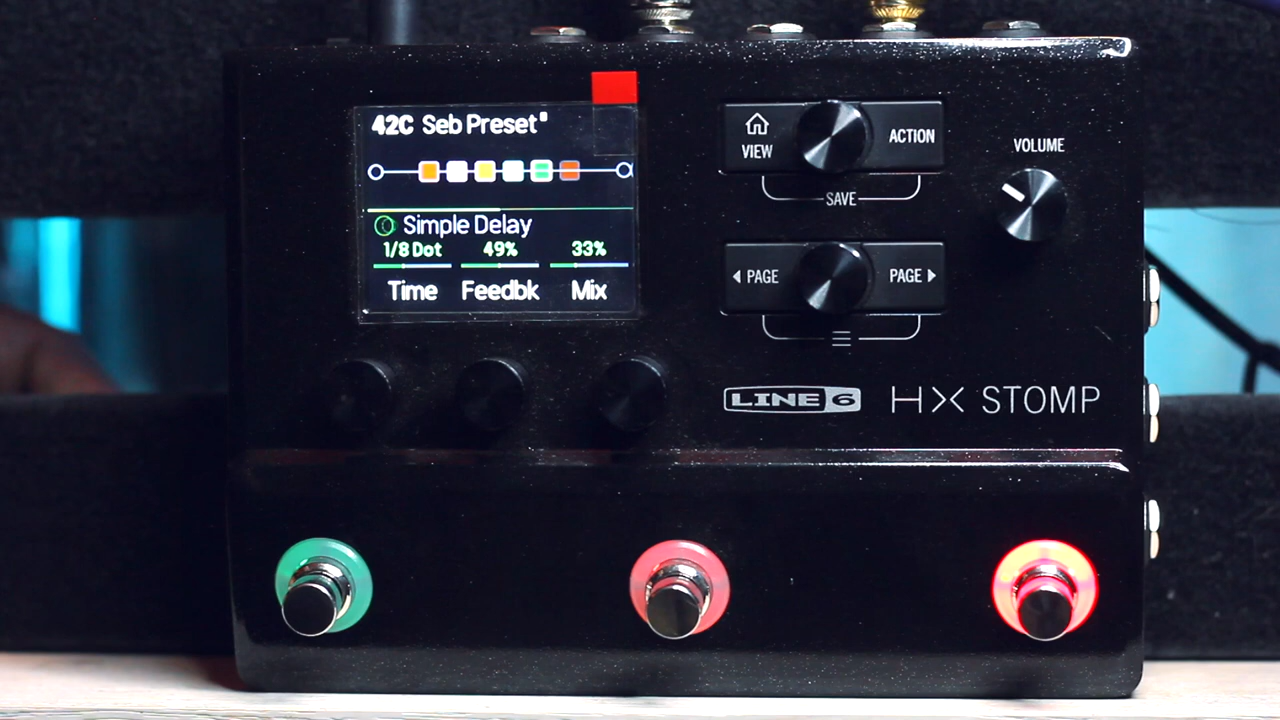 42C Seb Preset
Simple Delay
1/8 Dot 49% 33%
Time Feedbk Mix
VIEW
ACTION
SAVE
PAGE PAGE
VOLUME
LINE 6 HX STOMP